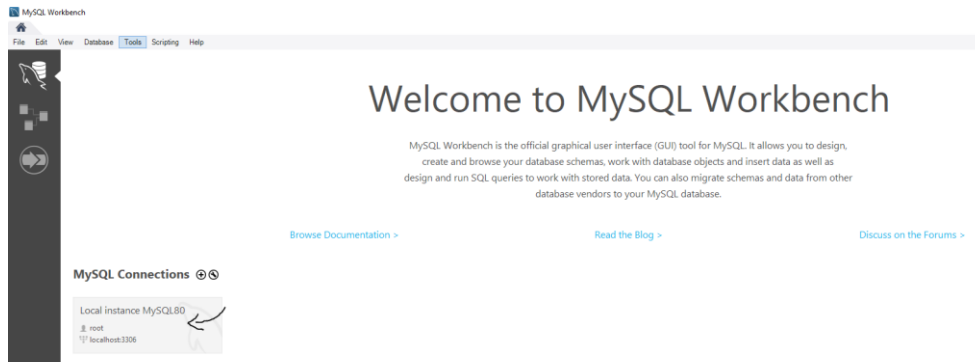 MySQL Workbench
File Edit View Database Tools Scripting Help
Welcome to MySQL Workbench
MySQL Workbench is the official graphical user interface (GUI) tool for MySQL. It allows you to design,
create and browse your database schemas, work with database objects and insert data as well as
design and run SQL queries to work with stored data. You can also migrate schemas and data from other
database vendors to your MySQL database.
Browse Documentation > Read the Blog > Discuss on the Forums >
MySQL Connections
Local instance MySQL80
root
localhost:3306